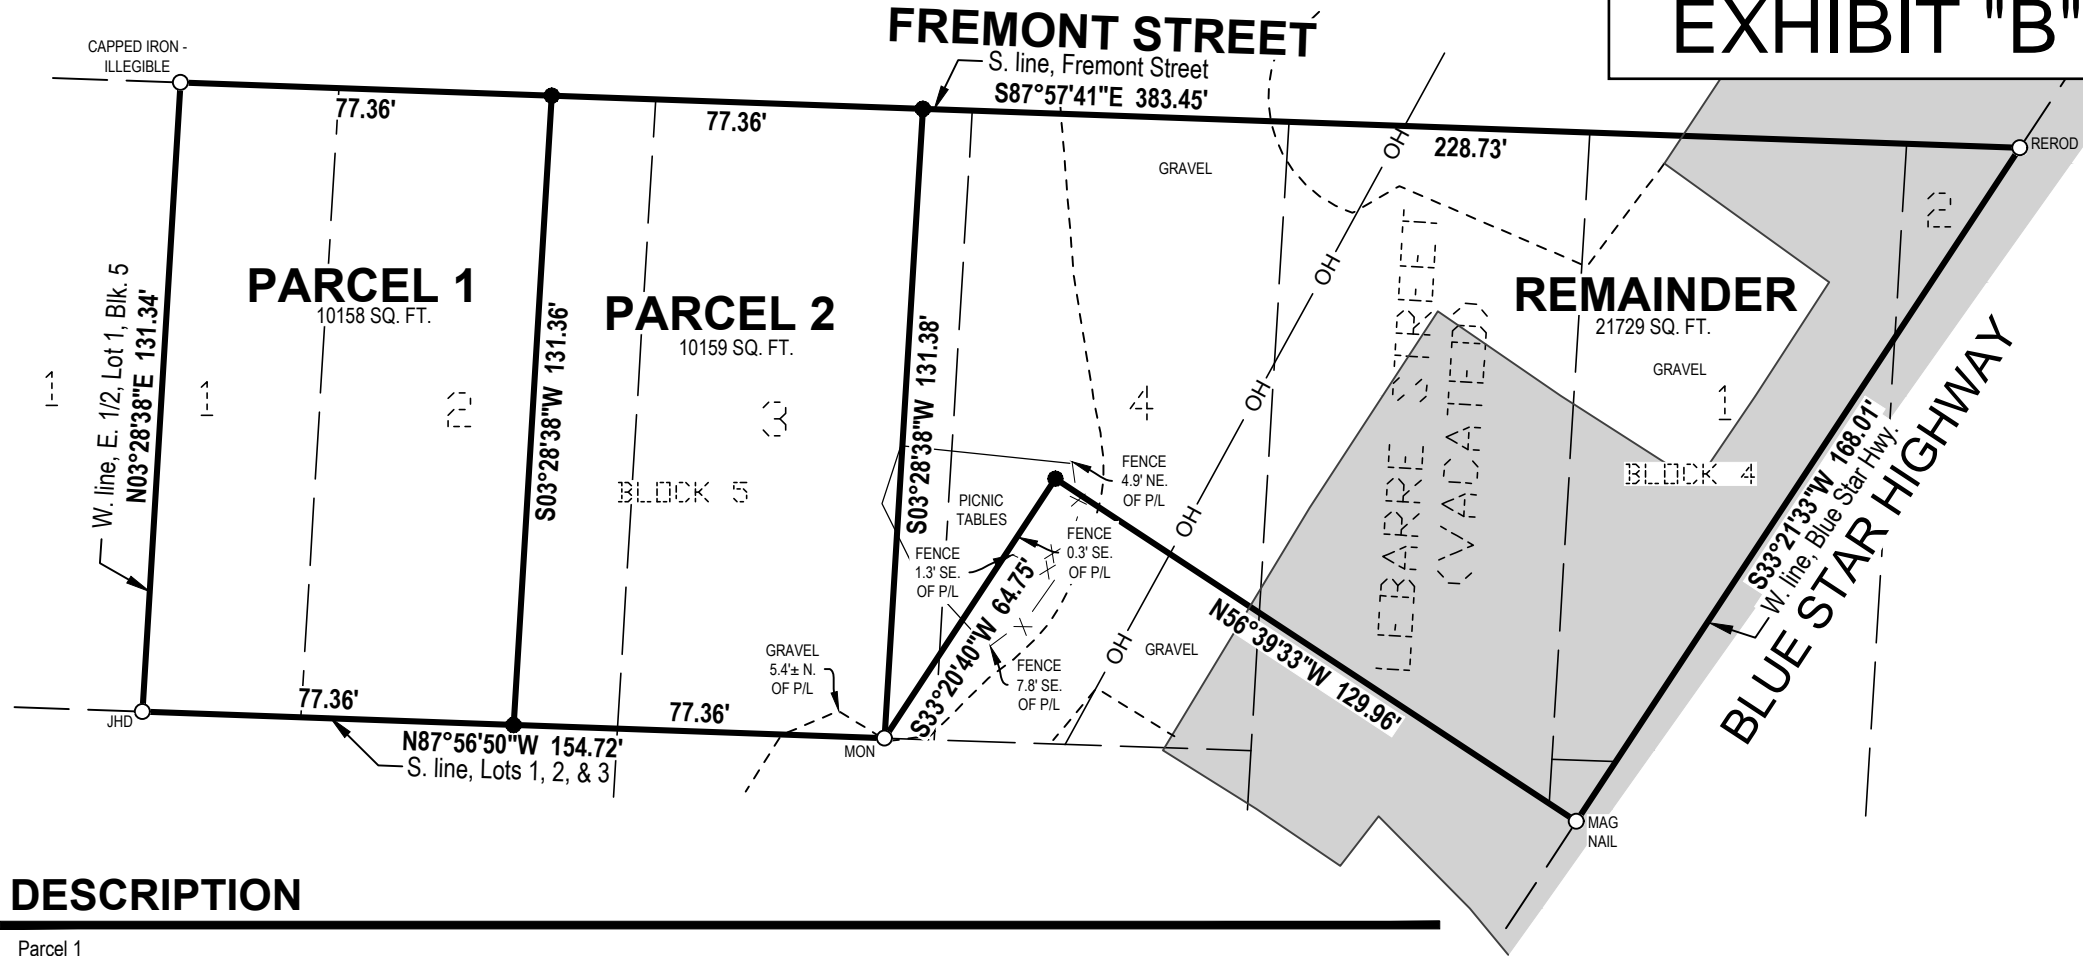 EXHIBIT "B"
FREMONT STREET
S. line, Fremont Street
S87°57'41"E 383.45'
CAPPED IRON -
ILLEGIBLE
77.36'
77.36'
228.73'
REROD
GRAVEL
2
PARCEL 1
10158 SQ. FT.
PARCEL 2
10159 SQ. FT.
REMAINDER
21729 SQ. FT.
GRAVEL
W. line, E. 1/2, Lot 1, Blk. 5
N03°28'38"E 131.34'
S03°28'38"W 131.36'
S03°28'38"W 131.38'
1
1
2
3
4
1
BLOCK 5
BLOCK 4
OH
OH
OH
OH
OH
LEBARKE STREET
(VACATED)
FENCE
4.9' NE.
OF P/L
PICNIC
TABLES
FENCE
0.3' SE.
OF P/L
FENCE
1.3' SE.
OF P/L
S33°20'40"W 64.75'
FENCE
7.8' SE.
OF P/L
GRAVEL
N56°39'33"W 129.96'
S33°21'33"W 168.01'
W. line, Blue Star Hwy.
BLUE STAR HIGHWAY
GRAVEL
5.4'± N.
OF P/L
JHD
77.36'
77.36'
N87°56'50"W 154.72'
S. line, Lots 1, 2, & 3
MON
MAG
NAIL
DESCRIPTION
Parcel 1